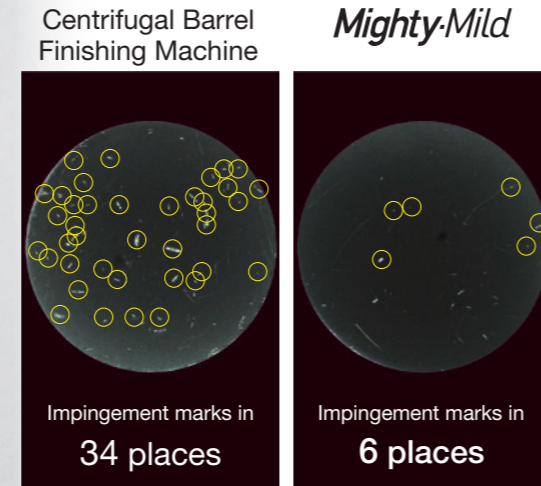 Centrifugal Barrel
Finishing Machine
Mighty-Mild
Impingement marks in
34 places
Impingement marks in
6 places